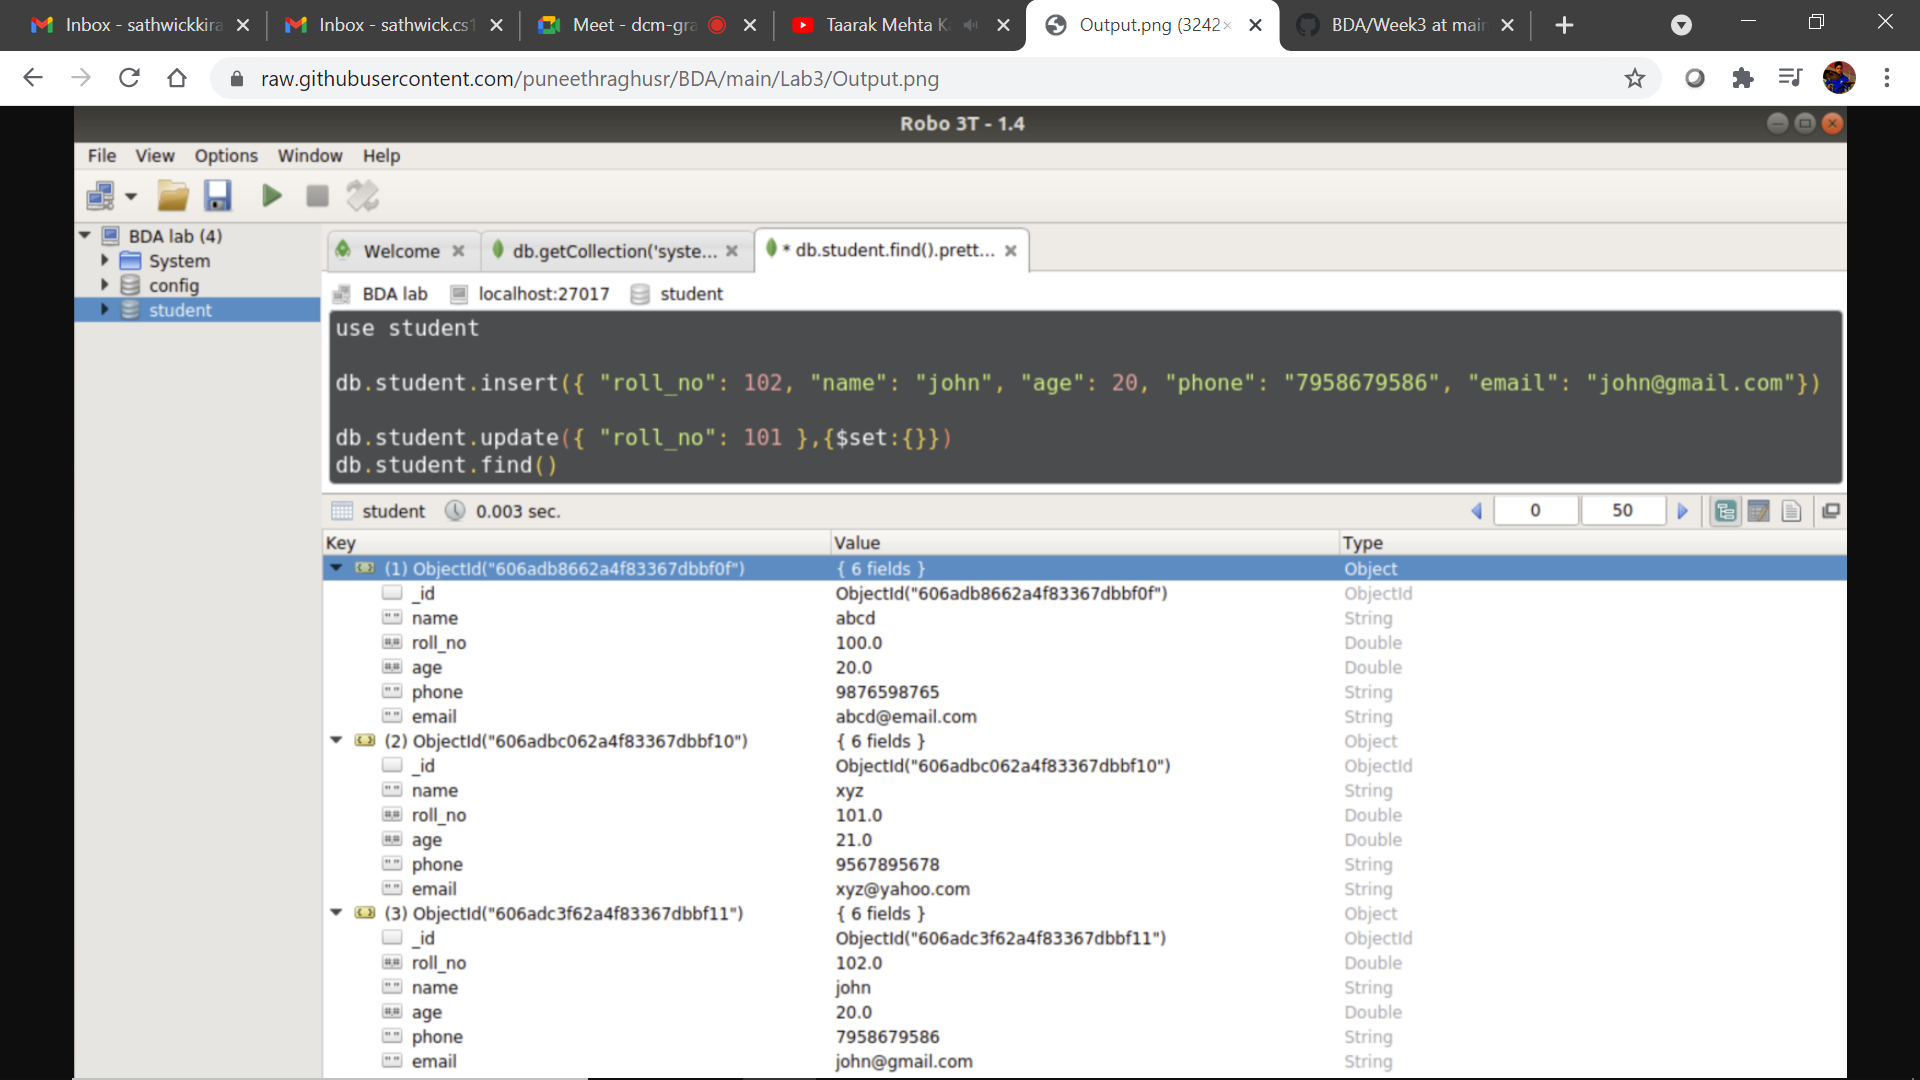 Inbox - sathwickkira
Inbox - sathwick.cs1
Meet - dcm-gra
Taarak Mehta K
Output.png (3242×
BDA/Week3 at main
raw.githubusercontent.com/puneethraghusr/BDA/main/Lab3/Output.png
Robo 3T - 1.4
File View Options Window Help
BDA lab (4)
System
config
student
Welcome
db.getCollection('syste...
* db.student.find().prett...
BDA lab localhost:27017 student
use student
db.student.insert({ "roll_no": 102, "name": "john", "age": 20, "phone": "7958679586", "email": "john@gmail.com"})
db.student.update({ "roll_no": 101 },{$set:{}})
db.student.find()
student 0.003 sec. 0 50
Key Value Type
(1) ObjectId("606adb8662a4f83367dbbf0f") { 6 fields } Object
_id ObjectId("606adb8662a4f83367dbbf0f") ObjectId
name abcd String
roll_no 100.0 Double
age 20.0 Double
phone 9876598765 String
email abcd@email.com String
(2) ObjectId("606adbc062a4f83367dbbf10") { 6 fields } Object
_id ObjectId("606adbc062a4f83367dbbf10") ObjectId
name xyz String
roll_no 101.0 Double
age 21.0 Double
phone 9567895678 String
email xyz@yahoo.com String
(3) ObjectId("606adc3f62a4f83367dbbf11") { 6 fields } Object
_id ObjectId("606adc3f62a4f83367dbbf11") ObjectId
roll_no 102.0 Double
name john String
age 20.0 Double
phone 7958679586 String
email john@gmail.com String